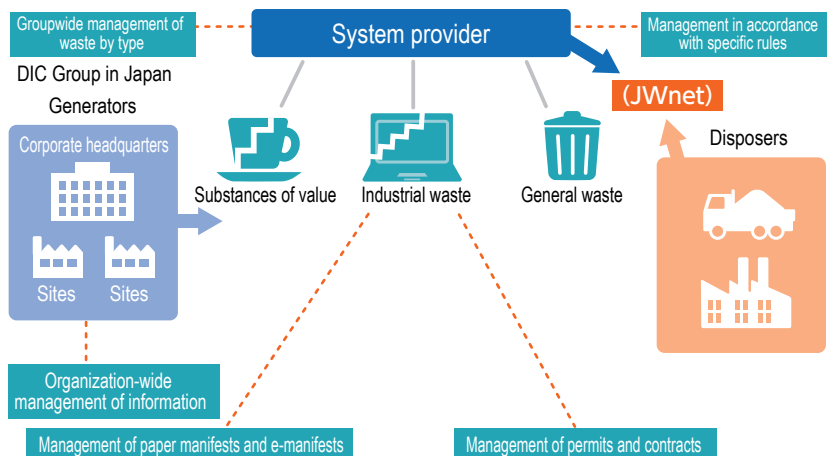 Groupwide management of
waste by type
System provider
Management in accordance
with specific rules
DIC Group in Japan
Generators
(JWnet)
Corporate headquarters
Disposers
Substances of value
Industrial waste
General waste
Sites
Sites
Organization-wide
management of information
Management of paper manifests and e-manifests
Management of permits and contracts